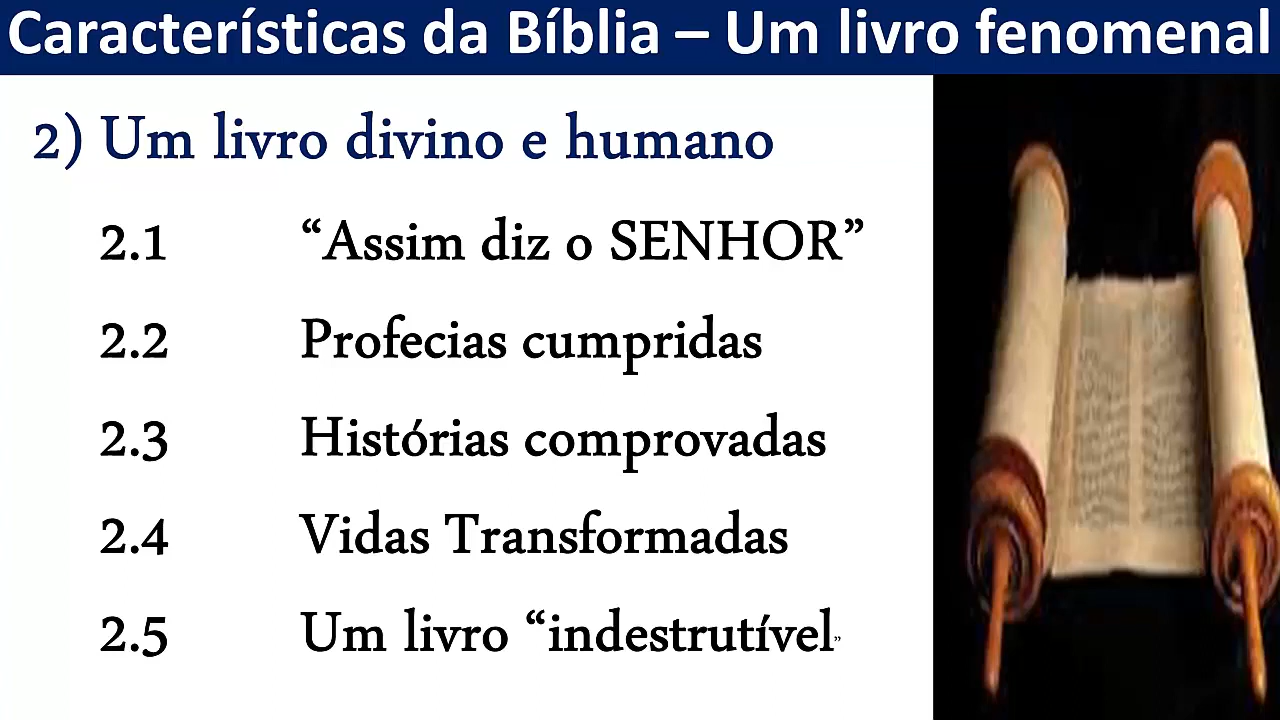 Características da Bíblia – Um livro fenomenal
2) Um livro divino e humano
2.1 “Assim diz o SENHOR”
2.2 Profecias cumpridas
2.3 Histórias comprovadas
2.4 Vidas Transformadas
2.5 Um livro “indestrutível”